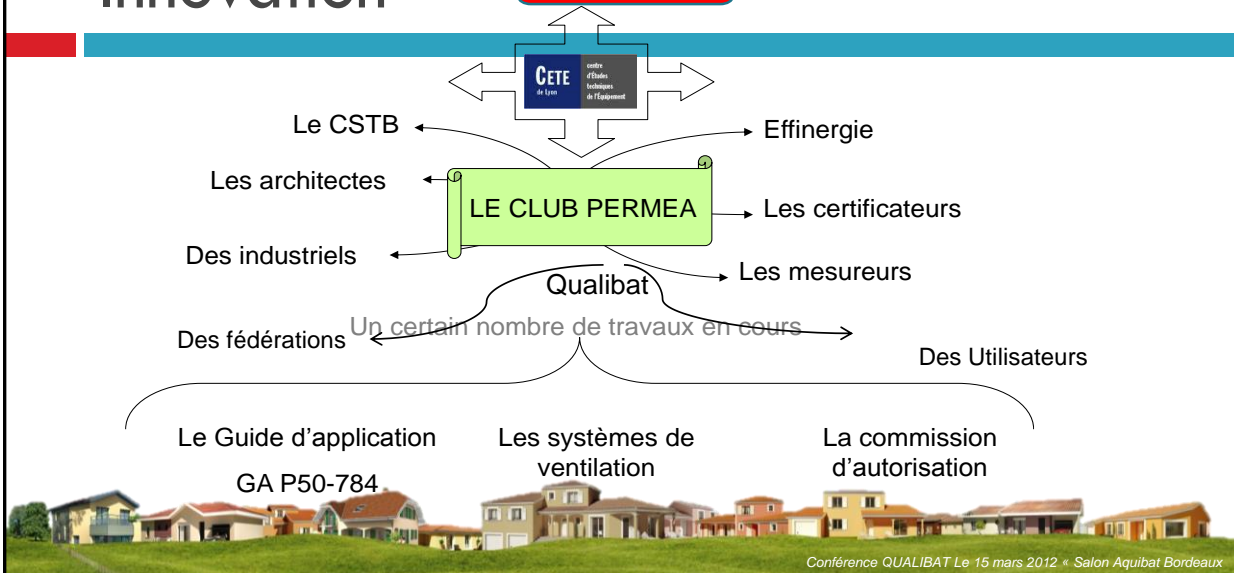 Innovation
CETE
de Lyon
centre
d'Études
techniques
de l'Équipement
Le CSTB
Effinergie
Les architectes
LE CLUB PERMEA
Les certificateurs
Des industriels
Les mesureurs
Qualibat
Un certain nombre de travaux en cours
Des fédérations
Des Utilisateurs
Le Guide d'application
GA P50-784
Les systèmes de
ventilation
La commission
d'autorisation
Conférence QUALIBAT Le 15 mars 2012 « Salon Aquibat Bordeaux